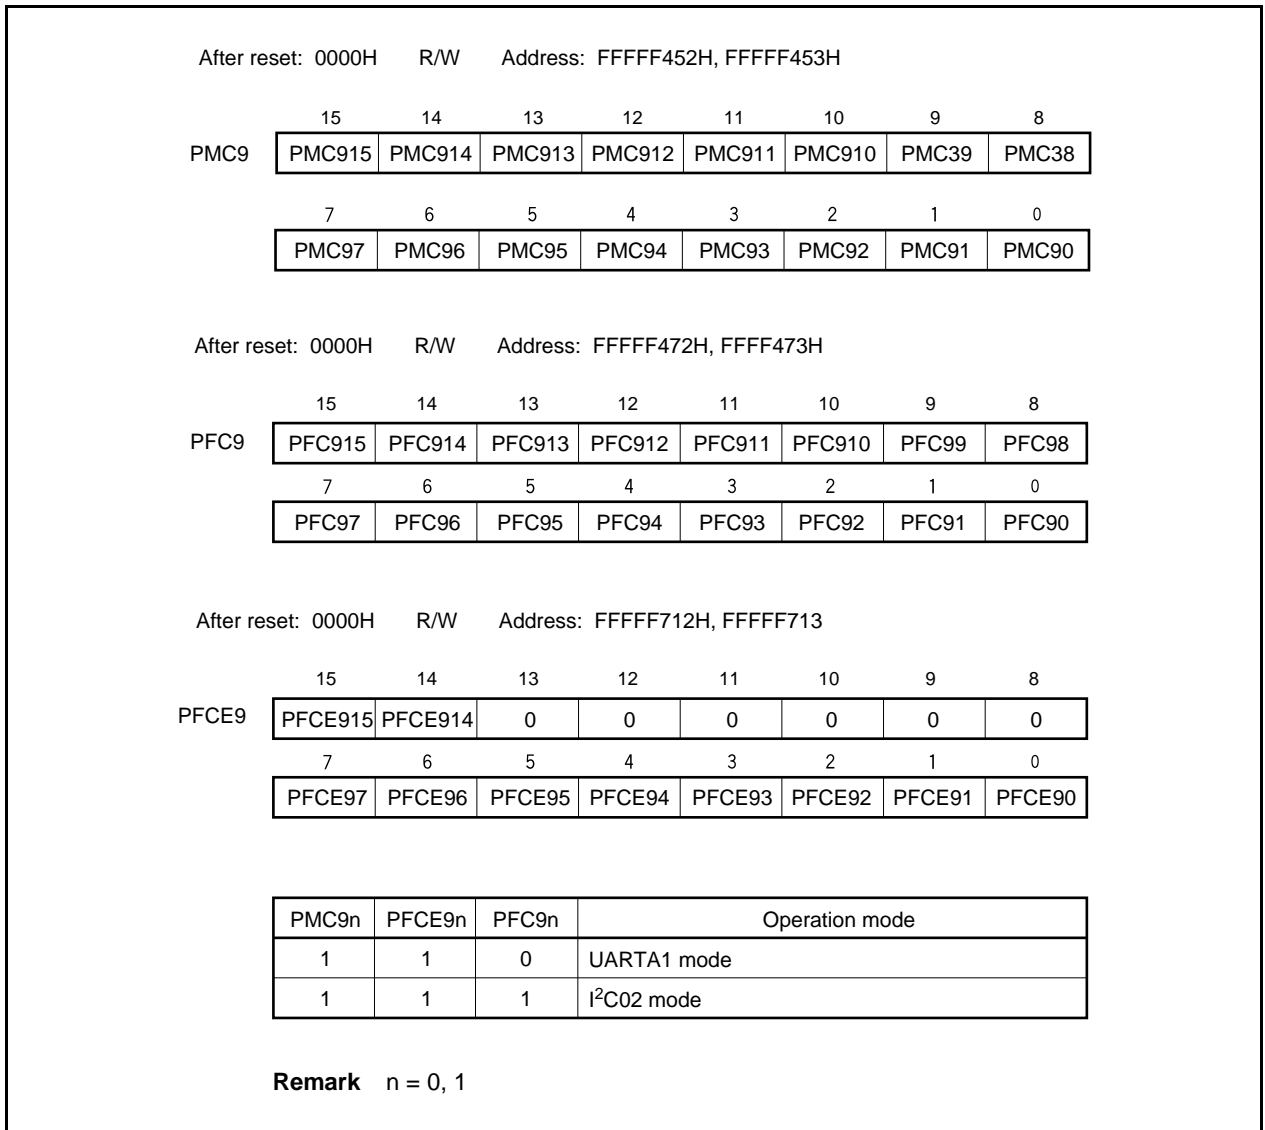 After reset: 0000H R/W Address: FFFFF452H, FFFFF453H
15 14 13 12 11 10 9 8
PMC9 PMC915 PMC914 PMC913 PMC912 PMC911 PMC910 PMC39 PMC38
7 6 5 4 3 2 1 0
PMC97 PMC96 PMC95 PMC94 PMC93 PMC92 PMC91 PMC90
After reset: 0000H R/W Address: FFFFF472H, FFFF473H
15 14 13 12 11 10 9 8
PFC9 PFC915 PFC914 PFC913 PFC912 PFC911 PFC910 PFC99 PFC98
7 6 5 4 3 2 1 0
PFC97 PFC96 PFC95 PFC94 PFC93 PFC92 PFC91 PFC90
After reset: 0000H R/W Address: FFFFF712H, FFFFF713
15 14 13 12 11 10 9 8
PFCE9 PFCE915 PFCE914 0 0 0 0 0 0
7 6 5 4 3 2 1 0
PFCE97 PFCE96 PFCE95 PFCE94 PFCE93 PFCE92 PFCE91 PFCE90
PMC9n PFCE9n PFC9n Operation mode
1 1 0 UARTA1 mode
1 1 1 I²C02 mode
Remark n = 0, 1